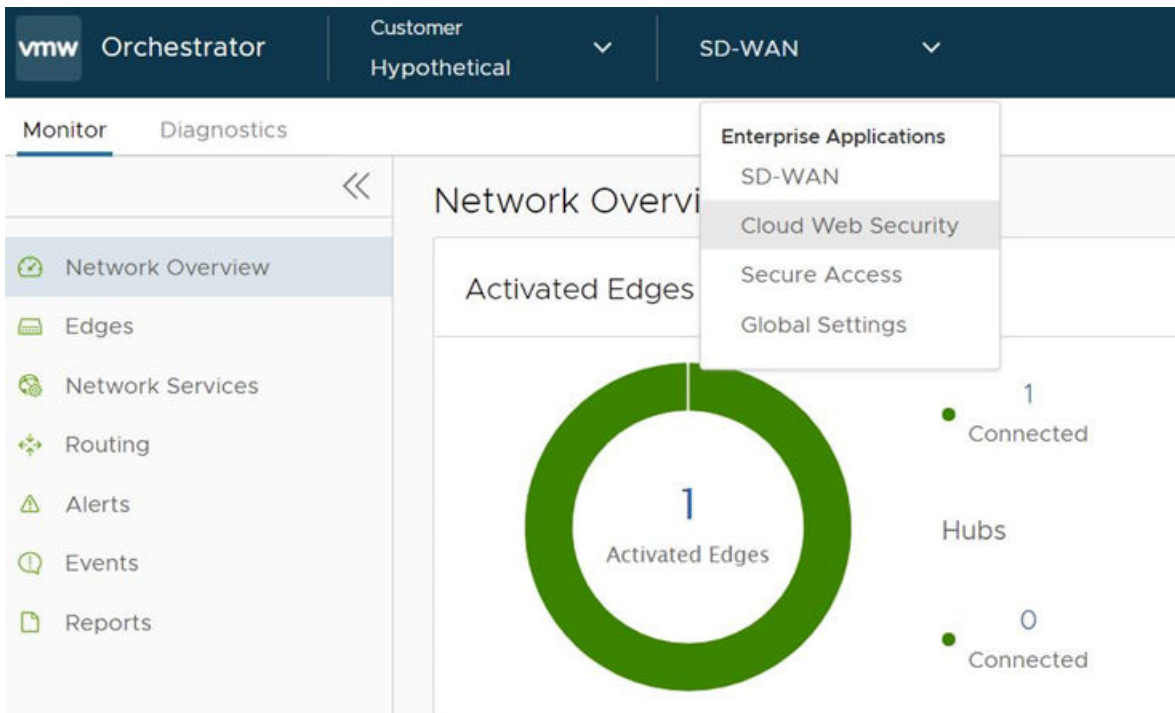 vmw Orchestrator
Customer
Hypothetical
SD-WAN
Monitor
Diagnostics
Enterprise Applications
SD-WAN
Cloud Web Security
Secure Access
Global Settings
Network Overview
Edges
Network Services
Routing
Alerts
Events
Reports
Network Overvi
Activated Edges
1
Activated Edges
1
Connected
Hubs
0
Connected